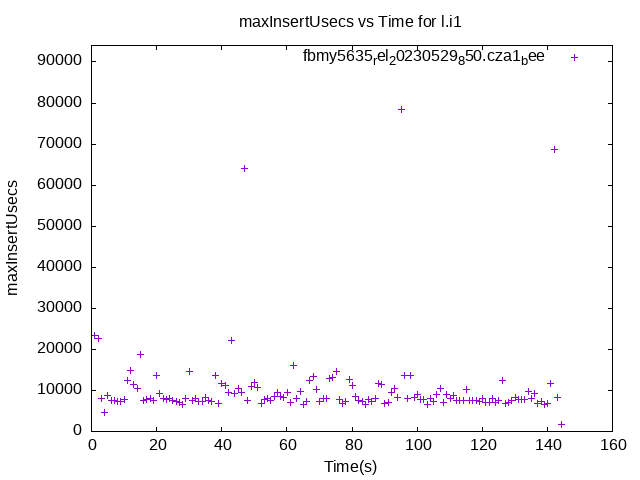 maxInsertUsecs vs Time for l.i1
fbmy5635_rel_20230529_850.cza1_bee
90000
80000
70000
60000
50000
40000
30000
20000
10000
0
maxInsertUsecs
0 20 40 60 80 100 120 140 160
Time(s)